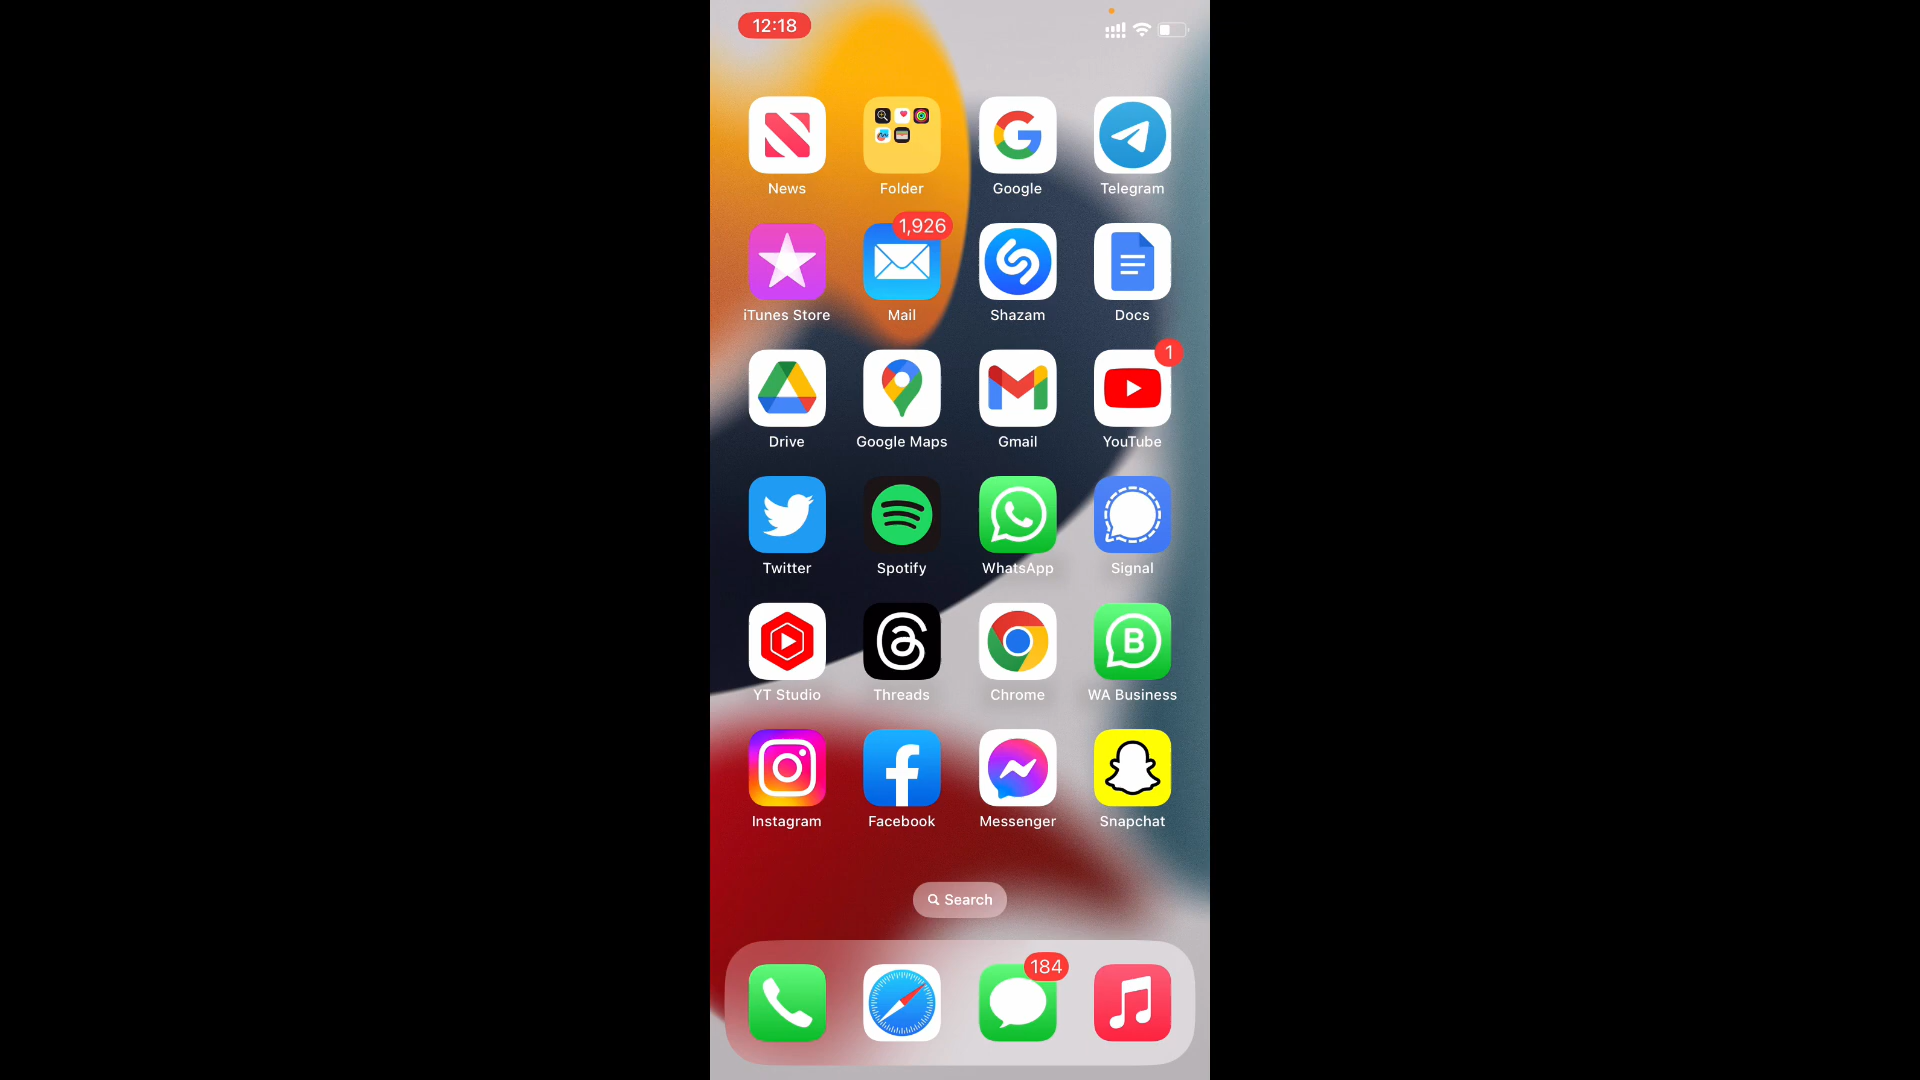 12:18
News Folder Google Telegram
1,926
iTunes Store Mail Shazam Docs
1
Drive Google Maps Gmail YouTube
Twitter Spotify WhatsApp Signal
B
YT Studio Threads Chrome WA Business
Instagram Facebook Messenger Snapchat
Search
184